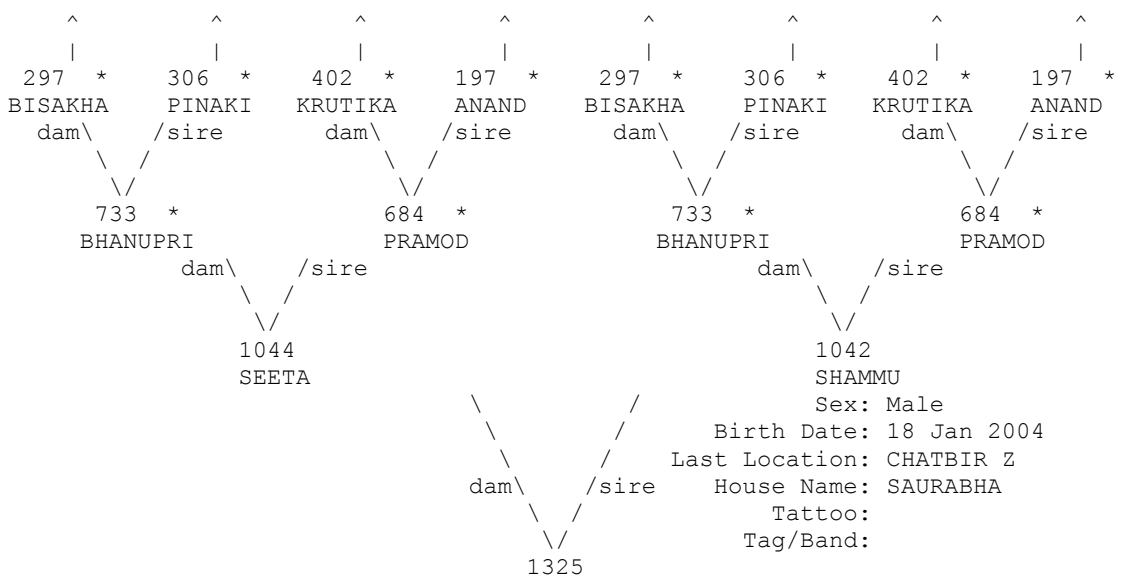 ^ ^ ^ ^ ^ ^ ^ ^
| | | | | | | |
297 * 306 * 402 * 197 * 297 * 306 * 402 * 197 *
BISAKHA PINAKI KRUTIKA ANAND BISAKHA PINAKI KRUTIKA ANAND
dam\ /sire dam\ /sire dam\ /sire dam\ /sire
\ / \ / \ / \ /
\/ \/ \/ \/
733 * 684 * 733 * 684 *
BHANUPRI PRAMOD BHANUPRI PRAMOD
dam\ /sire dam\ /sire
\ / \ /
\/ \/
1044 1042
SEETA SHAMMU
\ / Sex: Male
\ / Birth Date: 18 Jan 2004
\ / Last Location: CHATBIR Z
dam\ /sire House Name: SAURABHA
\ / Tattoo:
\/ Tag/Band:
1325